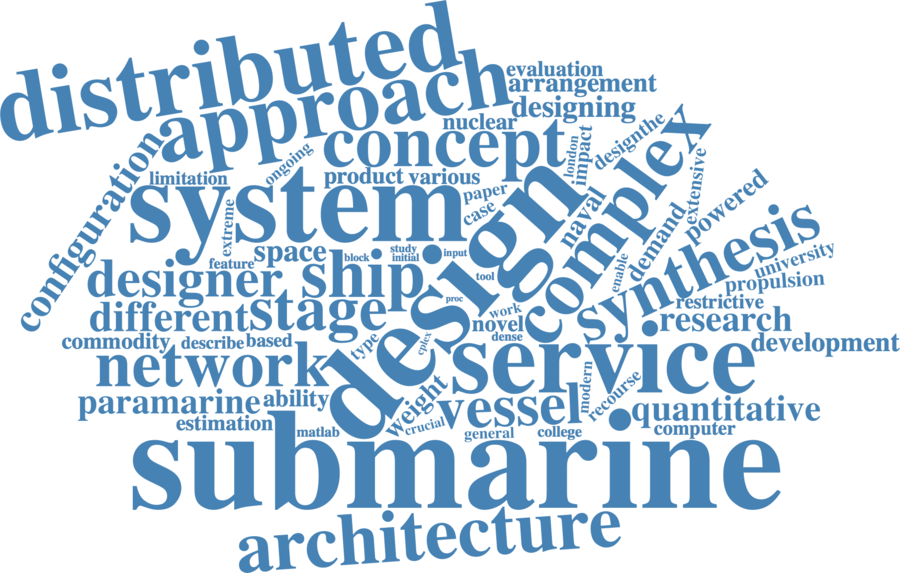 distributed
approach
evaluation
arrangement
designing
nuclear
concept
configuration
limitation
ongoing
product
various
london
impact
designthe
complex
system
paper
case
naval
extensive
powered
extreme
feature
space
block
study
initial
input
tool
demand
enable
synthesis
university
propulsion
restrictive
designer
ship
design
proc
work
novel
dense
research
different
stage
commodity
describe
based
type
cplex
development
network
service
modern
recourse
paramarine
ability
weight
vessel
quantitative
estimation
matlab
crucial
general
college
computer
submarine
architecture